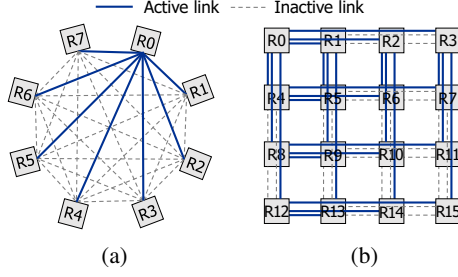 Active link Inactive link
R7 R0 R0 R1 R2 R3
R6 R1 R4 R5 R6 R7
R5 R2 R8 R9 R10 R11
R4 R3 R12 R13 R14 R15
(a) (b)